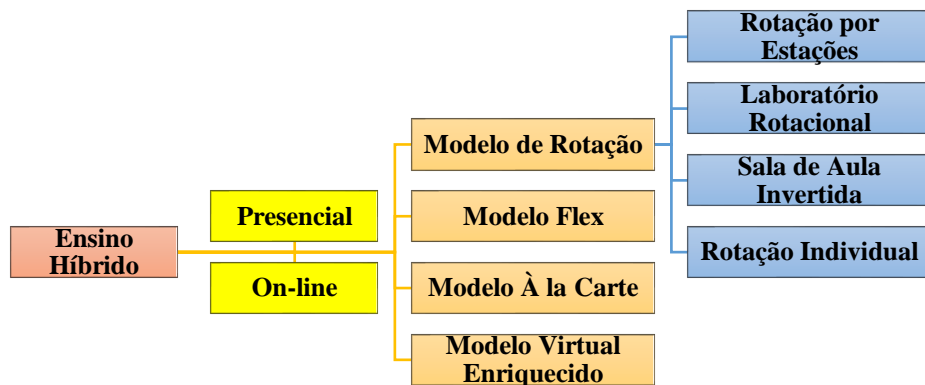 Ensino
Híbrido
Presencial
On-line
Modelo de Rotação
Modelo Flex
Modelo À la Carte
Modelo Virtual
Enriquecido
Rotação por
Estações
Laboratório
Rotacional
Sala de Aula
Invertida
Rotação Individual